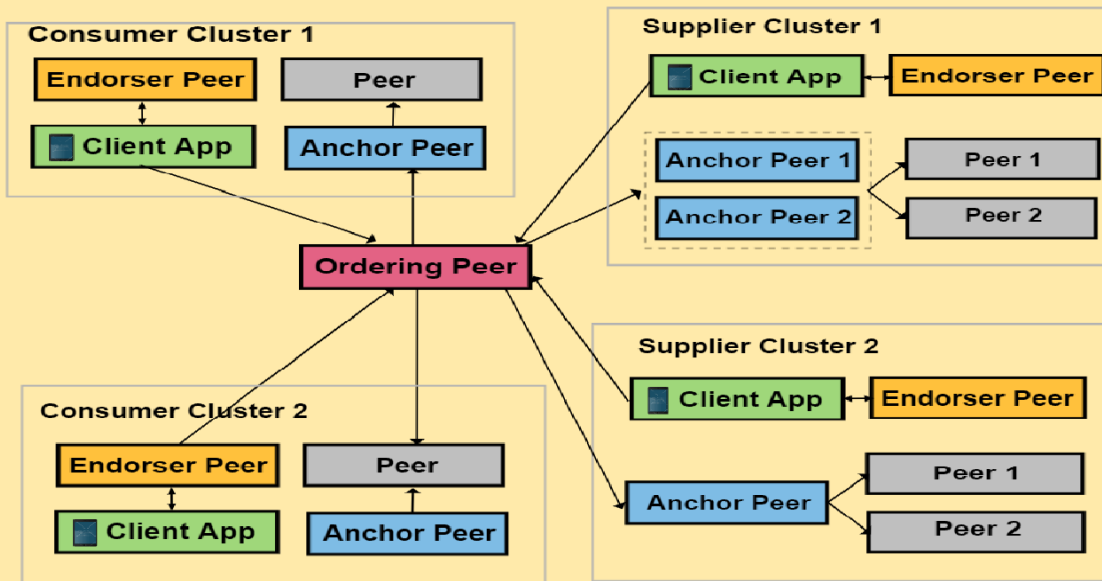 Consumer Cluster 1
Endorser Peer
Peer
Client App
Anchor Peer
Supplier Cluster 1
Client App
Endorser Peer
Anchor Peer 1
Anchor Peer 2
Peer 1
Peer 2
Ordering Peer
Consumer Cluster 2
Endorser Peer
Peer
Client App
Anchor Peer
Supplier Cluster 2
Client App
Endorser Peer
Anchor Peer
Peer 1
Peer 2